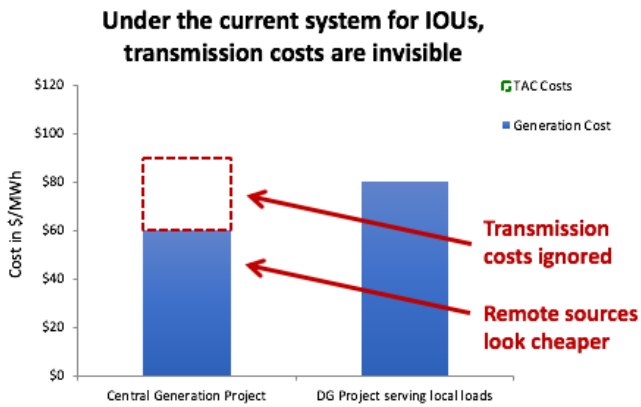 Under the current system for IOUs,
transmission costs are invisible
$120
$100
$80
$60
$40
$20
$0
Cost in $/MWh
TAC Costs
Generation Cost
Transmission
costs ignored
Remote sources
look cheaper
Central Generation Project
DG Project serving local loads